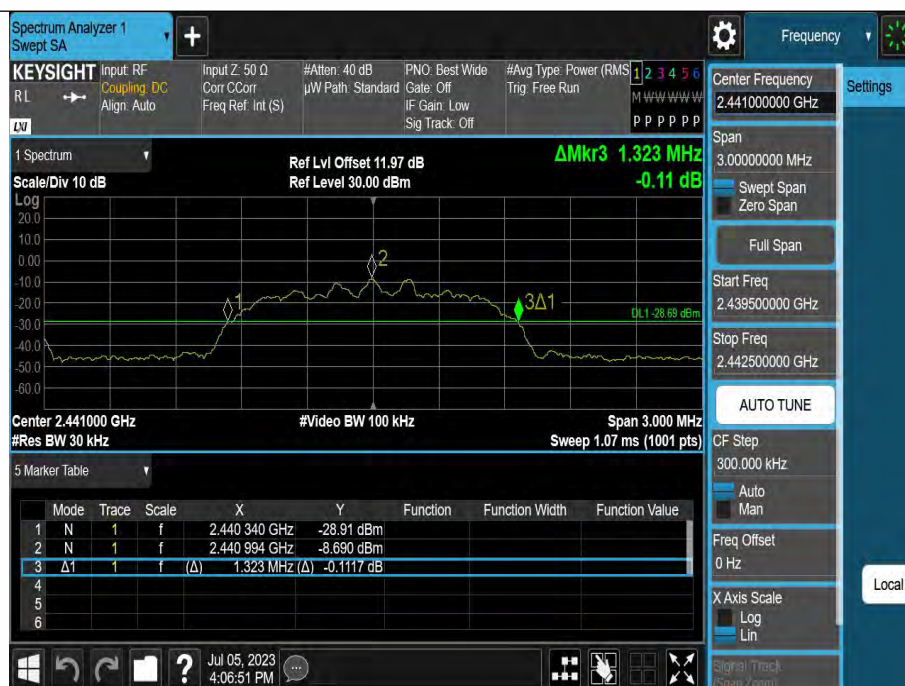 Spectrum Analyzer 1
Swept SA
+
Frequency
KEYSIGHT
RL
LXI
Input: RF
Coupling: DC
Align: Auto
Input Z: 50 Ω
Corr CCorr
Freq Ref: Int (S)
#Atten: 40 dB
µW Path: Standard
PNO: Best Wide
Gate: Off
IF Gain: Low
Sig Track: Off
#Avg Type: Power (RMS
Trig: Free Run
1 2 3 4 5 6
M W W W W W
P P P P P P
Center Frequency
2.441000000 GHz
Settings
Span
3.00000000 MHz
Swept Span
Zero Span
Full Span
Start Freq
2.439500000 GHz
Stop Freq
2.442500000 GHz
AUTO TUNE
CF Step
300.000 kHz
Auto
Man
Freq Offset
0 Hz
X Axis Scale
Log
Lin
Signal Track
(Span Zoom)
Local
1 Spectrum
Scale/Div 10 dB
Ref Lvl Offset 11.97 dB
Ref Level 30.00 dBm
ΔMkr3 1.323 MHz
-0.11 dB
Log
20.0
10.0
0.00
-10.0
-20.0
-30.0
-40.0
-50.0
-60.0
1
2
3Δ1
DL1 -28.69 dBm
Center 2.441000 GHz
#Video BW 100 kHz
Span 3.000 MHz
#Res BW 30 kHz
Sweep 1.07 ms (1001 pts)
5 Marker Table
Mode Trace Scale X Y Function Function Width Function Value
1 N 1 f 2.440 340 GHz -28.91 dBm
2 N 1 f 2.440 994 GHz -8.690 dBm
3 Δ1 1 f (Δ) 1.323 MHz (Δ) -0.1117 dB
4
5
6
?
Jul 05, 2023
4:06:51 PM